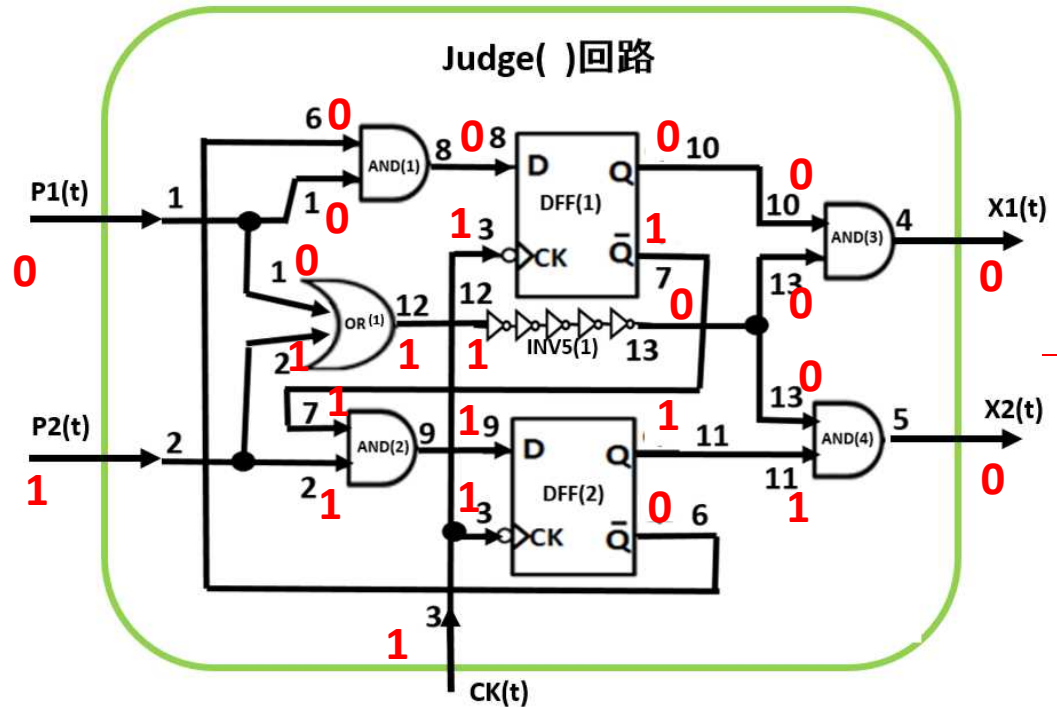 Judge( )回路
6 0
AND(1)
8 0 8
D
Q
0 10
DFF(1)
P1(t)
1
1
0
0
0
10
AND(3)
4
X1(t)
0
1 3
CK
Q̅
1
7
1 0
OR(1)
12
1
12
1
INV5(1)
0
13
13
0
2 1
P2(t)
2
1
7 1
AND(2)
9
1 9
D
Q
1
11
DFF(2)
2
1
1
3
CK
Q̅
0 6
0
13
AND(4)
5
X2(t)
0
11
1
3
1
CK(t)